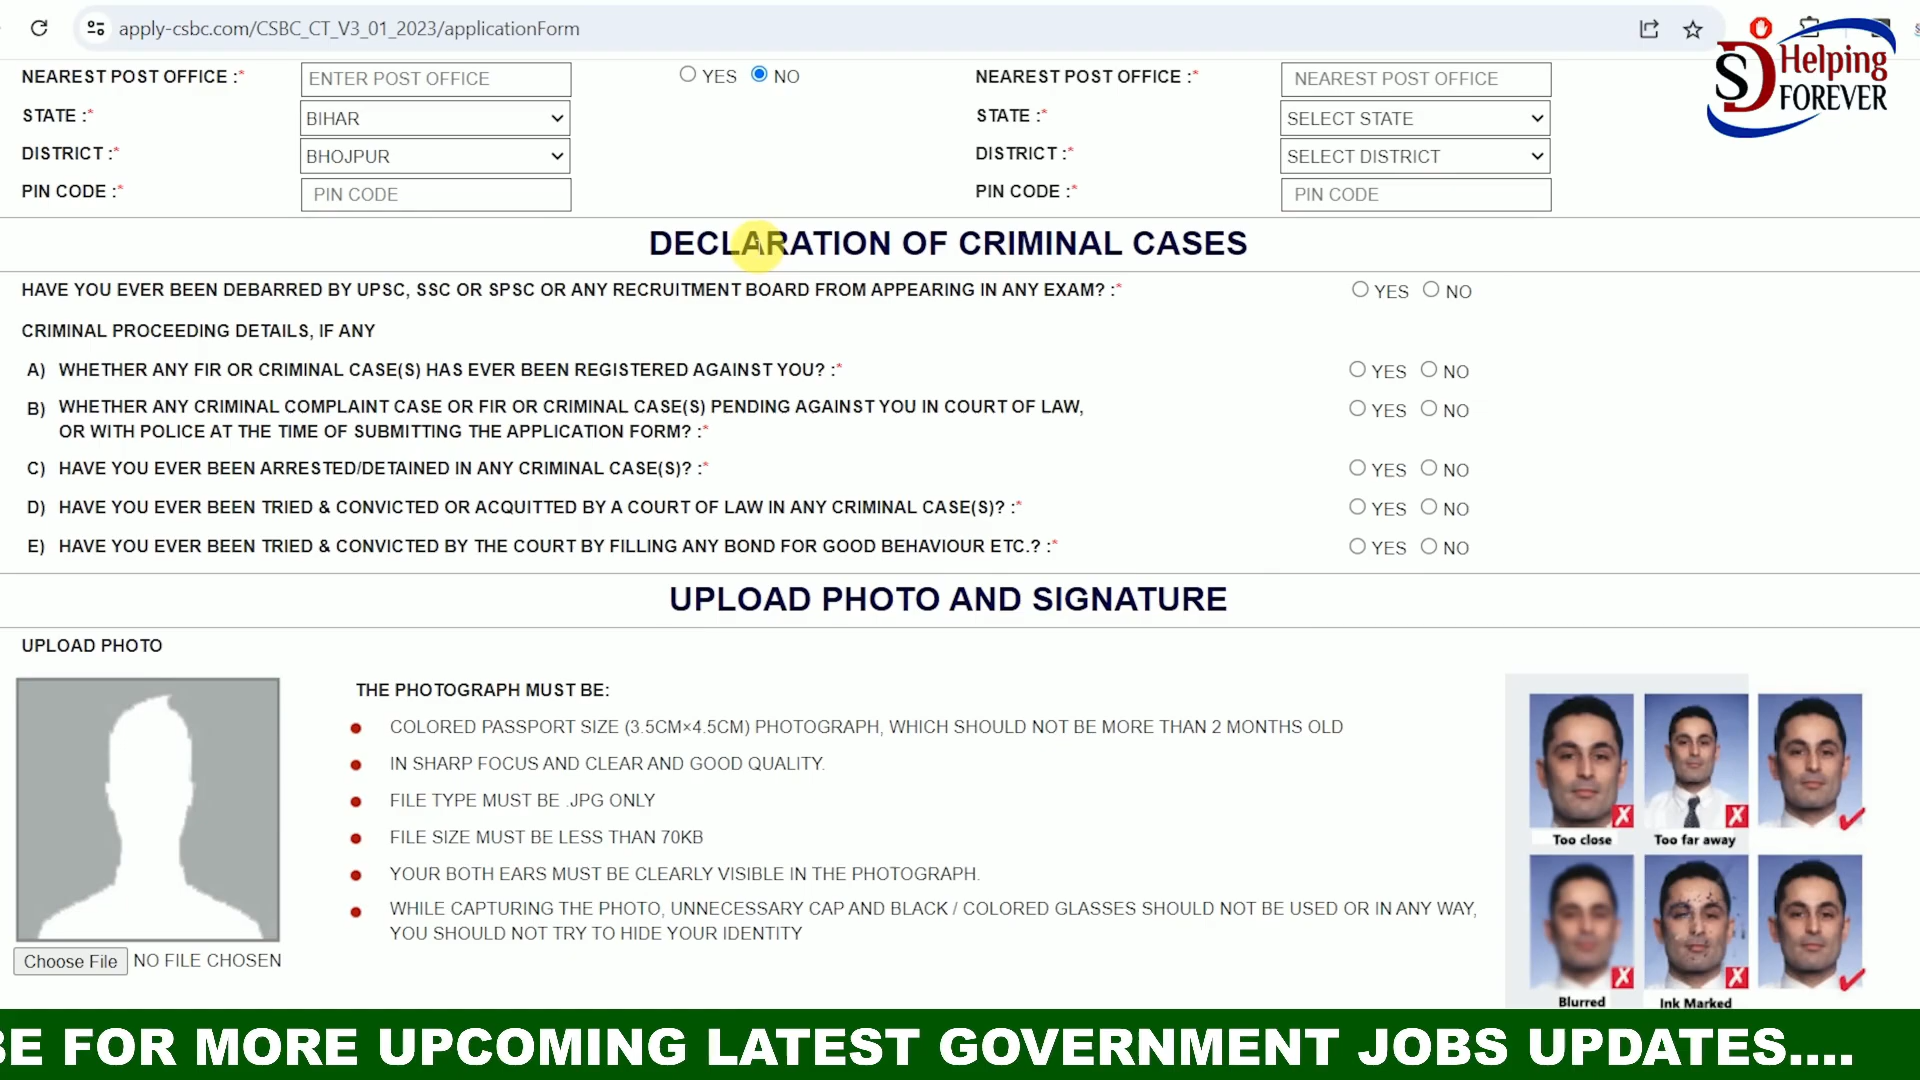 apply-csbc.com/CSBC_CT_V3_01_2023/applicationForm
SD Helping FOREVER
NEAREST POST OFFICE :* ENTER POST OFFICE YES NO NEAREST POST OFFICE :* NEAREST POST OFFICE
STATE :* BIHAR STATE :* SELECT STATE
DISTRICT :* BHOJPUR DISTRICT :* SELECT DISTRICT
PIN CODE :* PIN CODE PIN CODE :* PIN CODE
DECLARATION OF CRIMINAL CASES
HAVE YOU EVER BEEN DEBARRED BY UPSC, SSC OR SPSC OR ANY RECRUITMENT BOARD FROM APPEARING IN ANY EXAM? :* YES NO
CRIMINAL PROCEEDING DETAILS, IF ANY
A) WHETHER ANY FIR OR CRIMINAL CASE(S) HAS EVER BEEN REGISTERED AGAINST YOU? :* YES NO
B) WHETHER ANY CRIMINAL COMPLAINT CASE OR FIR OR CRIMINAL CASE(S) PENDING AGAINST YOU IN COURT OF LAW, YES NO
OR WITH POLICE AT THE TIME OF SUBMITTING THE APPLICATION FORM? :*
C) HAVE YOU EVER BEEN ARRESTED/DETAINED IN ANY CRIMINAL CASE(S)? :* YES NO
D) HAVE YOU EVER BEEN TRIED & CONVICTED OR ACQUITTED BY A COURT OF LAW IN ANY CRIMINAL CASE(S)? :* YES NO
E) HAVE YOU EVER BEEN TRIED & CONVICTED BY THE COURT BY FILLING ANY BOND FOR GOOD BEHAVIOUR ETC.? :* YES NO
UPLOAD PHOTO AND SIGNATURE
UPLOAD PHOTO
THE PHOTOGRAPH MUST BE:
COLORED PASSPORT SIZE (3.5CM×4.5CM) PHOTOGRAPH, WHICH SHOULD NOT BE MORE THAN 2 MONTHS OLD
IN SHARP FOCUS AND CLEAR AND GOOD QUALITY.
FILE TYPE MUST BE .JPG ONLY
FILE SIZE MUST BE LESS THAN 70KB
YOUR BOTH EARS MUST BE CLEARLY VISIBLE IN THE PHOTOGRAPH.
WHILE CAPTURING THE PHOTO, UNNECESSARY CAP AND BLACK / COLORED GLASSES SHOULD NOT BE USED OR IN ANY WAY,
YOU SHOULD NOT TRY TO HIDE YOUR IDENTITY
Choose File NO FILE CHOSEN
Too close Too far away
Blurred Ink Marked
BE FOR MORE UPCOMING LATEST GOVERNMENT JOBS UPDATES....